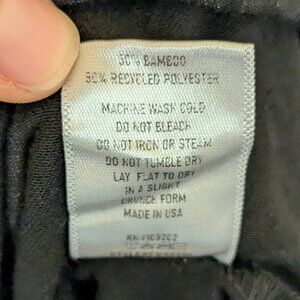 50% BAMBOO
50% RECYCLED POLYESTER
MACHINE WASH COLD
DO NOT BLEACH
DO NOT IRON OR STEAM
DO NOT TUMBLE DRY
LAY FLAT TO DRY
IN A SLIGHT
CRUNCH FORM
MADE IN USA